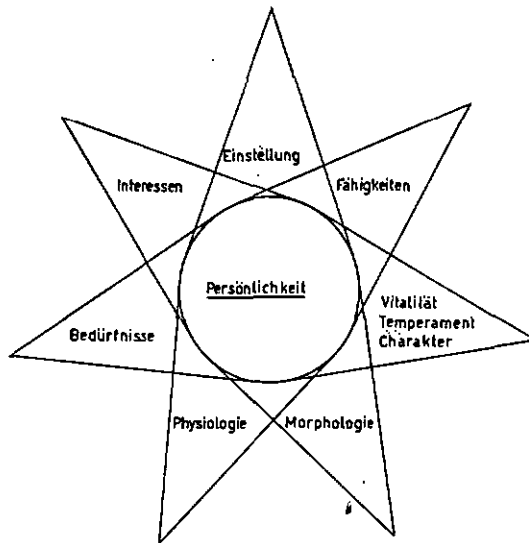 Einstellung
Interessen
Fähigkeiten
Persönlichkeit
Bedürfnisse
Vitalität
Temperament
Charakter
Physiologie
Morphologie